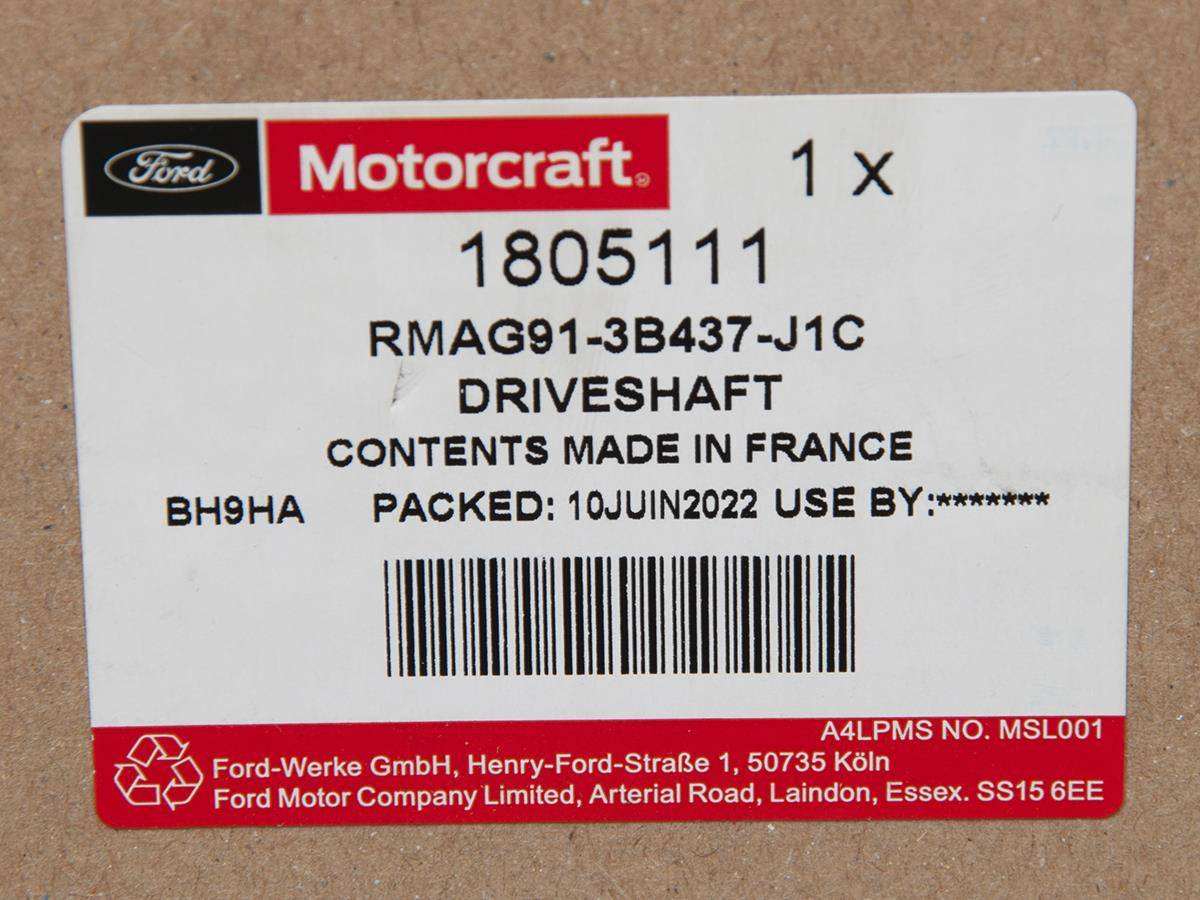 Ford Motorcraft® 1 x
1805111
RMAG91-3B437-J1C
DRIVESHAFT
CONTENTS MADE IN FRANCE
BH9HA PACKED: 10JUIN2022 USE BY:*******
A4LPMS NO. MSL001
Ford-Werke GmbH, Henry-Ford-Straße 1, 50735 Köln
Ford Motor Company Limited, Arterial Road, Laindon, Essex. SS15 6EE